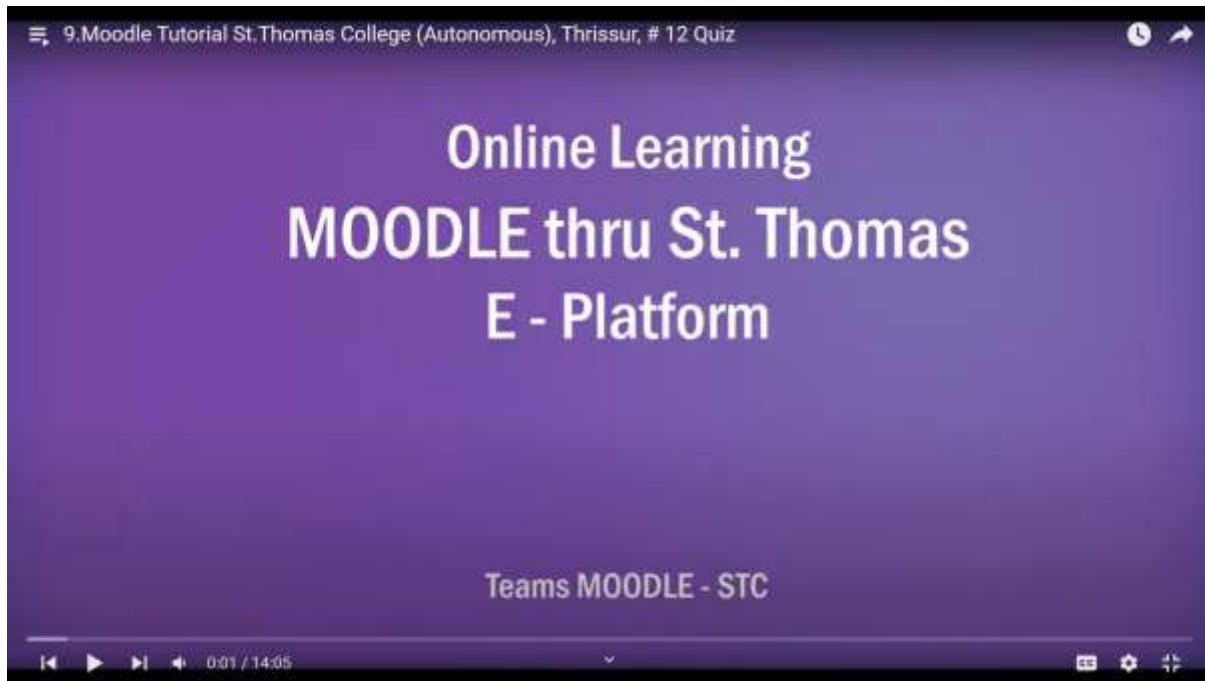 9.Moodle Tutorial St.Thomas College (Autonomous), Thrissur, # 12 Quiz
Online Learning
MOODLE thru St. Thomas
E - Platform
Teams MOODLE - STC
0:01 / 14:05
CC